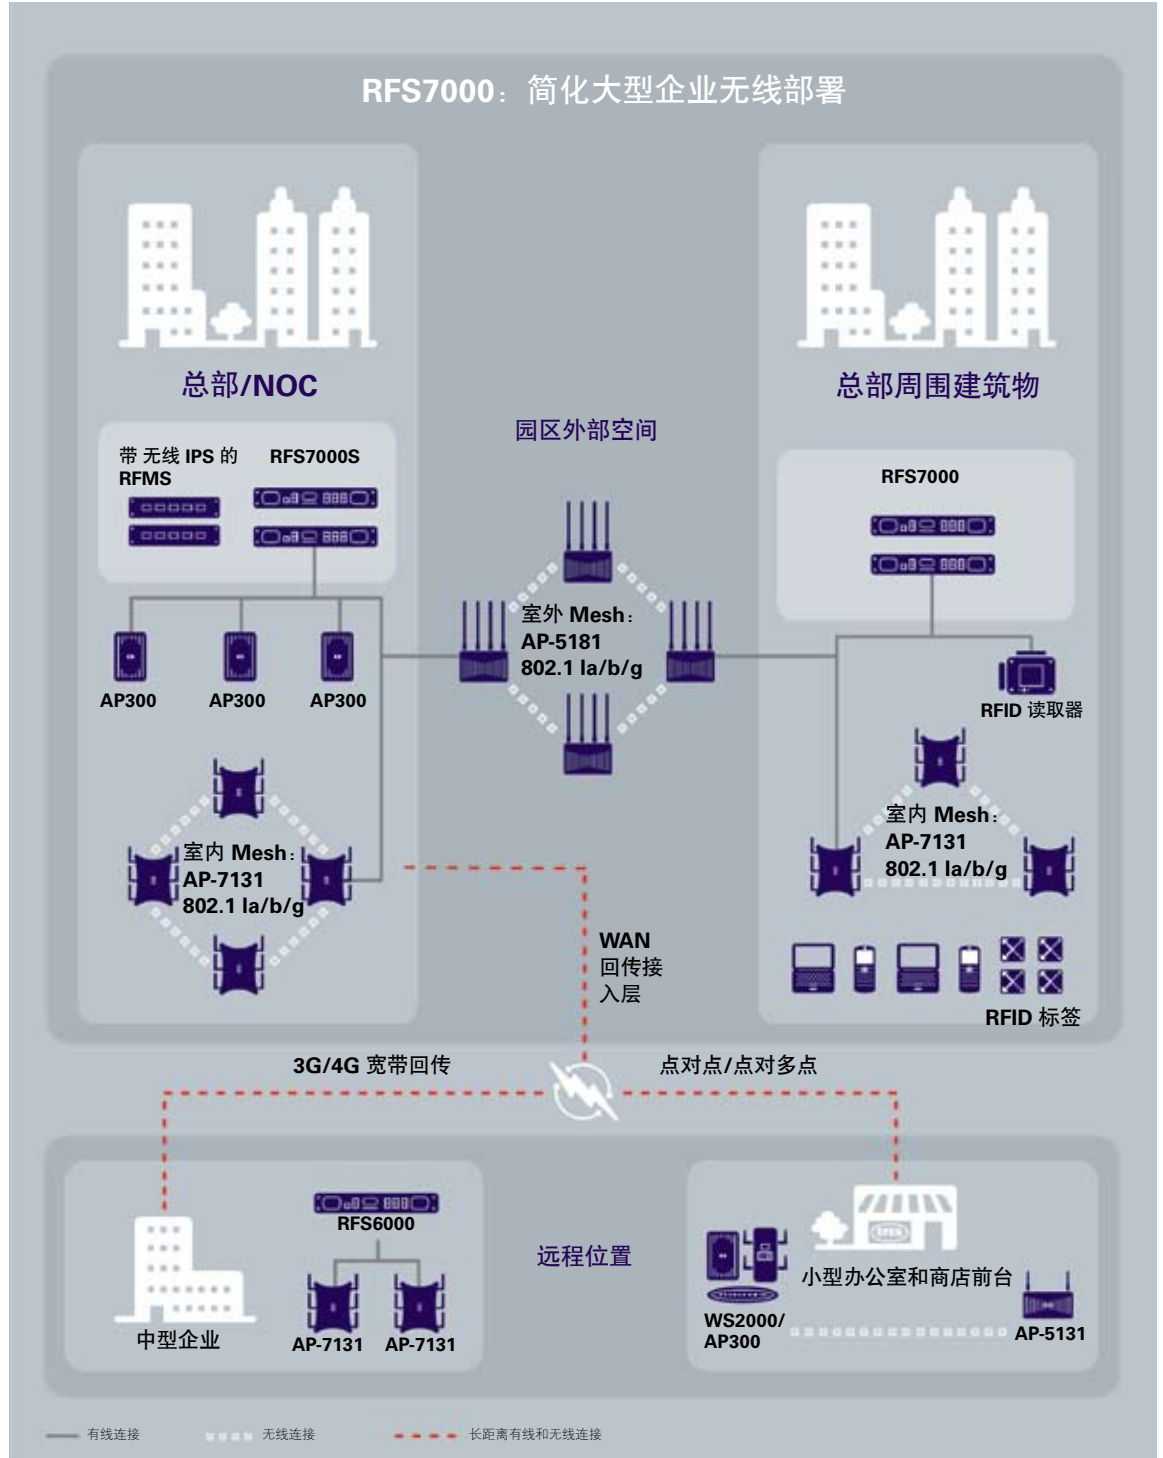 RFS7000：简化大型企业无线部署
总部/NOC
总部周围建筑物
园区外部空间
带 无线 IPS 的
RFMS
RFS7000S
RFS7000
AP300
AP300
AP300
室外 Mesh：
AP-5181
802.1 la/b/g
RFID 读取器
室内 Mesh：
AP-7131
802.1 la/b/g
室内 Mesh：
AP-7131
802.1 la/b/g
WAN
回传接
入层
RFID 标签
3G/4G 宽带回传
点对点/点对多点
RFS6000
中型企业
AP-7131
AP-7131
远程位置
OPEN
小型办公室和商店前台
WS2000/
AP300
AP-5131
有线连接
无线连接
长距离有线和无线连接